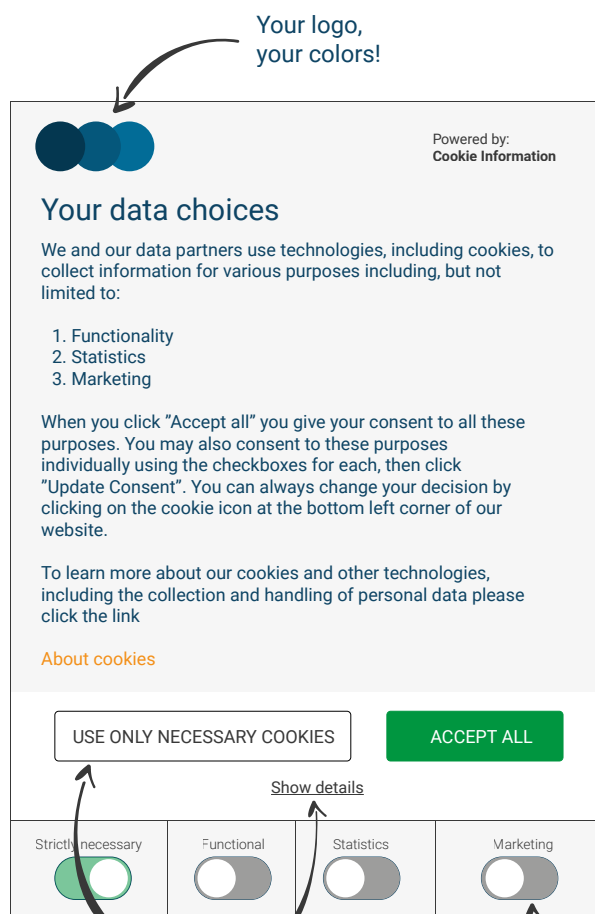 Your logo,
your colors!
Powered by:
Cookie Information
Your data choices
We and our data partners use technologies, including cookies, to
collect information for various purposes including, but not
limited to:
1. Functionality
2. Statistics
3. Marketing
When you click ”Accept all” you give your consent to all these
purposes. You may also consent to these purposes
individually using the checkboxes for each, then click
”Update Consent”. You can always change your decision by
clicking on the cookie icon at the bottom left corner of our
website.
To learn more about our cookies and other technologies,
including the collection and handling of personal data please
click the link
About cookies
USE ONLY NECESSARY COOKIES
ACCEPT ALL
Show details
Strictly necessary
Functional
Statistics
Marketing